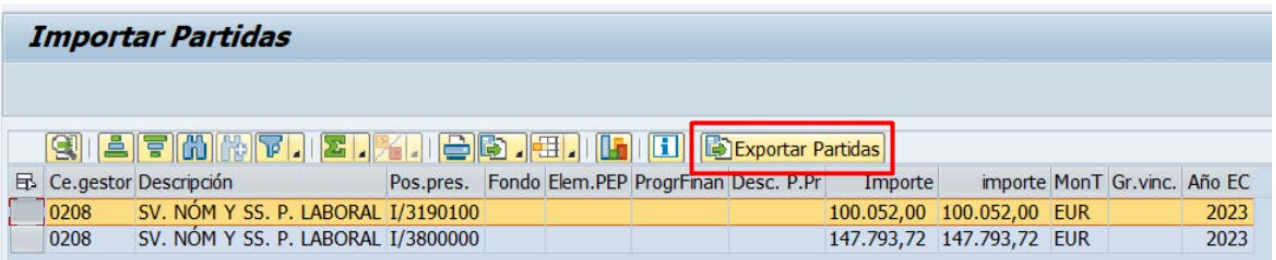 Importar Partidas
Exportar Partidas
Ce.gestor Descripción Pos.pres. Fondo Elem.PEP ProgrFinan Desc. P.Pr Importe importe MonT Gr.vinc. Año EC
0208 SV. NÓM Y SS. P. LABORAL I/3190100 100.052,00 100.052,00 EUR 2023
0208 SV. NÓM Y SS. P. LABORAL I/3800000 147.793,72 147.793,72 EUR 2023